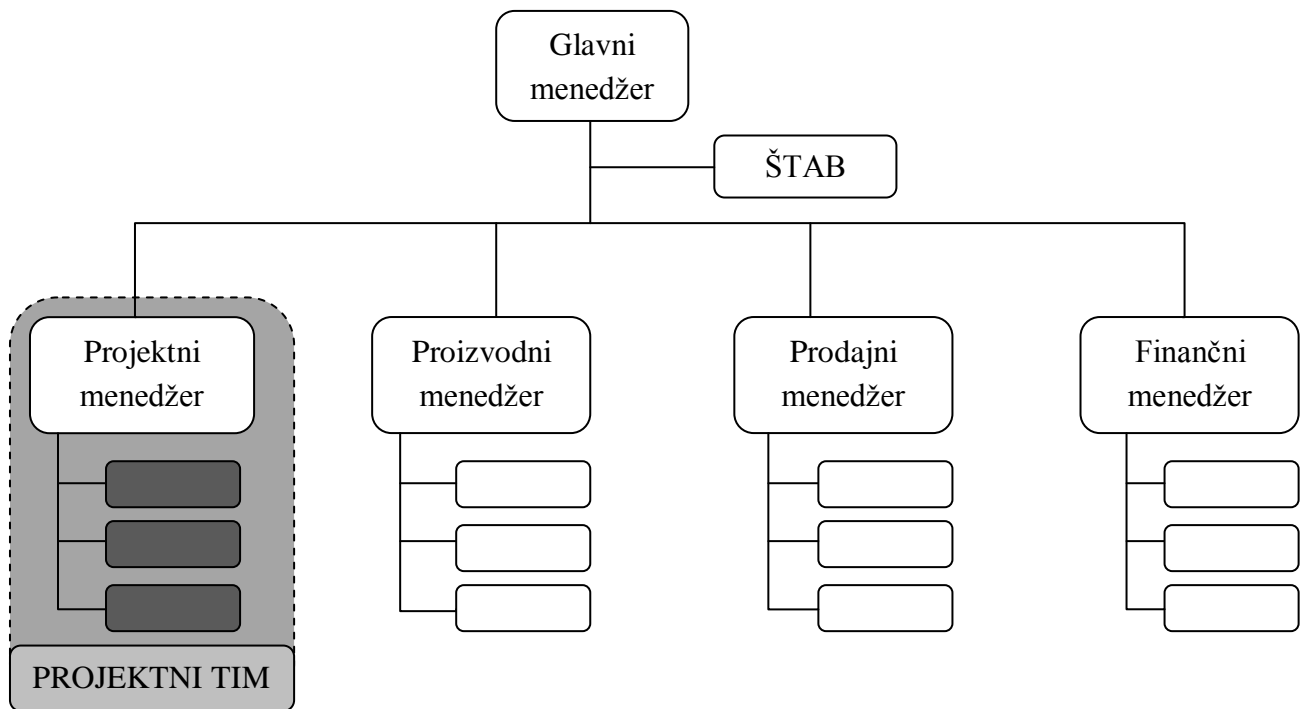 Glavni
menedžer
ŠTAB
Projektni
menedžer
Proizvodni
menedžer
Prodajni
menedžer
Finančni
menedžer
PROJEKTNI TIM